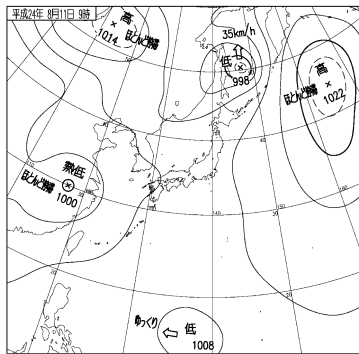 平成24年 8月11日 9時
高
1014
ほとんど停滞
35km/h
低
998
高
ほとんど停滞
1022
熱低
ほとんど停滞
1000
ゆっくり
低
1008
140